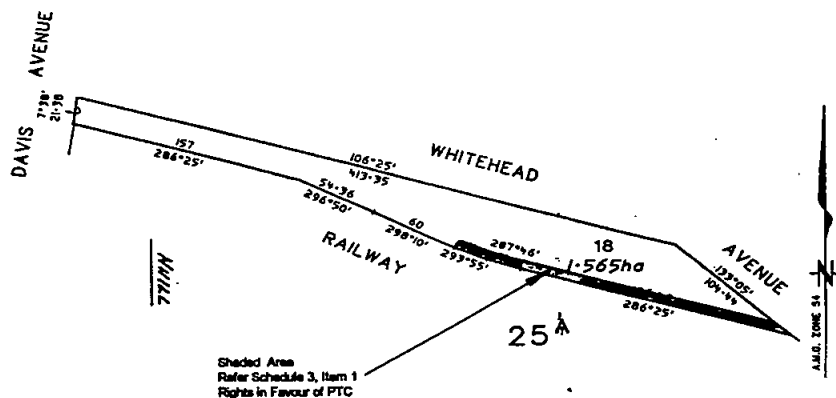 DAVIS AVENUE
7°38'
21·38
157
286°25'
106°25'
413·35
WHITEHEAD
AVENUE
54·36
296°50'
60
298°10'
RAILWAY
293°55'
287°46'
18
1·565ha
133°05'
104·44
286°25'
25 A
NHILL
Shaded Area
Refer Schedule 3, Item 1
Rights in Favour of PTC
N
A.M.G. ZONE 54